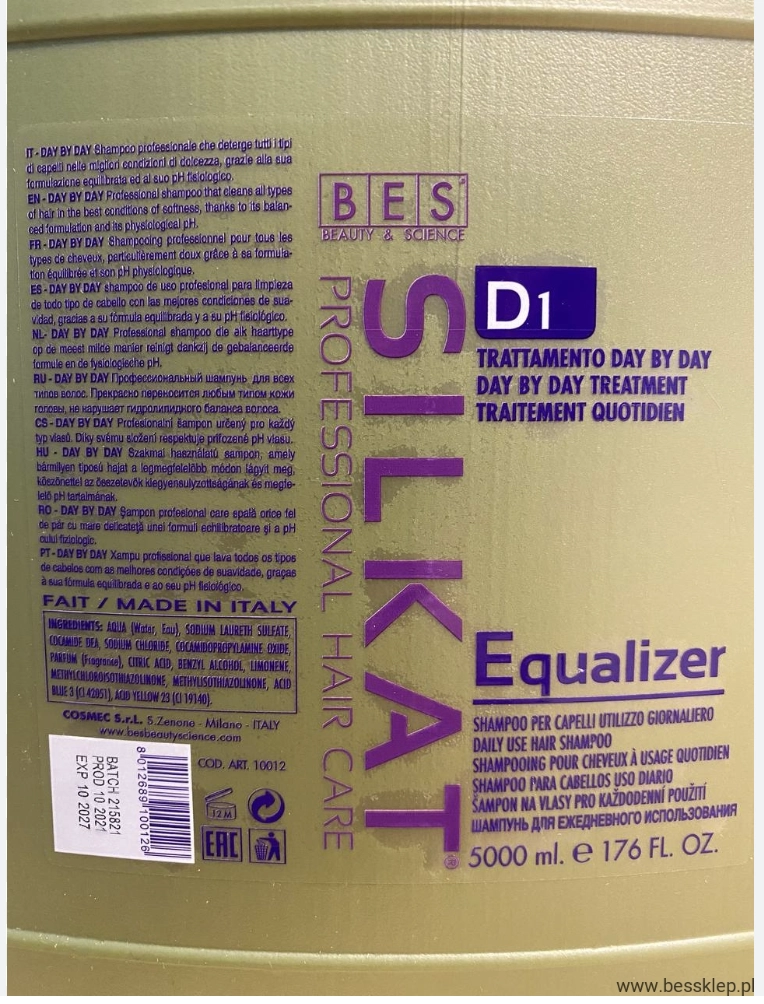 IT - DAY BY DAY Shampoo professionale che deterge tutti i tipi
di capelli nelle migliori condizioni di dolcezza, grazie alla sua
formulazione equilibrata ed al suo pH fisiologico.
EN - DAY BY DAY Professional shampoo that cleans all types
of hair in the best conditions of softness, thanks to its balan-
ced formulation and its physiological pH.
FR - DAY BY DAY Shampooing professionnel pour tous les
types de cheveux, particulièrement doux grâce à sa formula-
tion équilibrée et son pH physiologique.
ES - DAY BY DAY shampoo de uso profesional para limpieza
de todo tipo de cabello con las mejores condiciones de sua-
vidad, gracias a su fórmula equilibrada y a su pH fisiológico.
NL- DAY BY DAY Professional shampoo die alk haarttype
op de meest milde manier reinigt dankzij de gebalanceerde
formule en de fysiologische pH.
RU - DAY BY DAY Профессиональный шампунь для всех
типов волос. Прекрасно переносится любым типом кожи
головы, не нарушает гидролипидного баланса волоса.
CS - DAY BY DAY Profesionální šampon určený pro každý
typ vlasů. Díky svému složení respektuje přirozené pH vlasu.
HU - DAY BY DAY Szakmai használatú sampon, amely
bármilyen típosú hajat a legmegfelelőbb módon lágyít meg,
köszönettel az összetevők kiegyensulyzottságának és megfe-
lelő pH tartalmának.
RO - DAY BY DAY Şampon profesional care spală orice fel
de păr cu mare delicateţă unei formuli echilibratoare şi a pH
ului fiziologic.
PT - DAY BY DAY Xampu profissional que lava todos os tipos
de cabelos com as melhores condições de suavidade, graças
à sua fórmula equilibrada e ao seu pH fisiológico.
FAIT / MADE IN ITALY
INGREDIENTS: AQUA (Water, Eau), SODIUM LAURETH SULFATE,
COCAMIDE DEA, SODIUM CHLORIDE, COCAMIDOPROPYLAMINE OXIDE,
PARFUM (Fragrance), CITRIC ACID, BENZYL ALCOHOL, LIMONENE,
METHYLCHLOROISOTHIAZOLINONE, METHYLISOTHIAZOLINONE, ACID
BLUE 3 (CI 42051), ACID YELLOW 23 (CI 19140).
COSMEC S.r.L. S.Zenone - Milano - ITALY
www.besbeautyscience.com
COD. ART. 10012
8 012689 100126
BATCH 215821
PROD 10 2021
EXP 10 2027
12 M
EAC
BES
BEAUTY & SCIENCE
SILKAT®
PROFESSIONAL HAIR CARE
D1
TRATTAMENTO DAY BY DAY
DAY BY DAY TREATMENT
TRAITEMENT QUOTIDIEN
Equalizer
SHAMPOO PER CAPELLI UTILIZZO GIORNALIERO
DAILY USE HAIR SHAMPOO
SHAMPOOING POUR CHEVEUX À USAGE QUOTIDIEN
SHAMPOO PARA CABELLOS USO DIARIO
ŠAMPON NA VLASY PRO KAŽDODENNÍ POUŽITÍ
ШАМПУНЬ ДЛЯ ЕЖЕДНЕВНОГО ИСПОЛЬЗОВАНИЯ
5000 ml. e 176 FL. OZ.
www.bessklep.pl